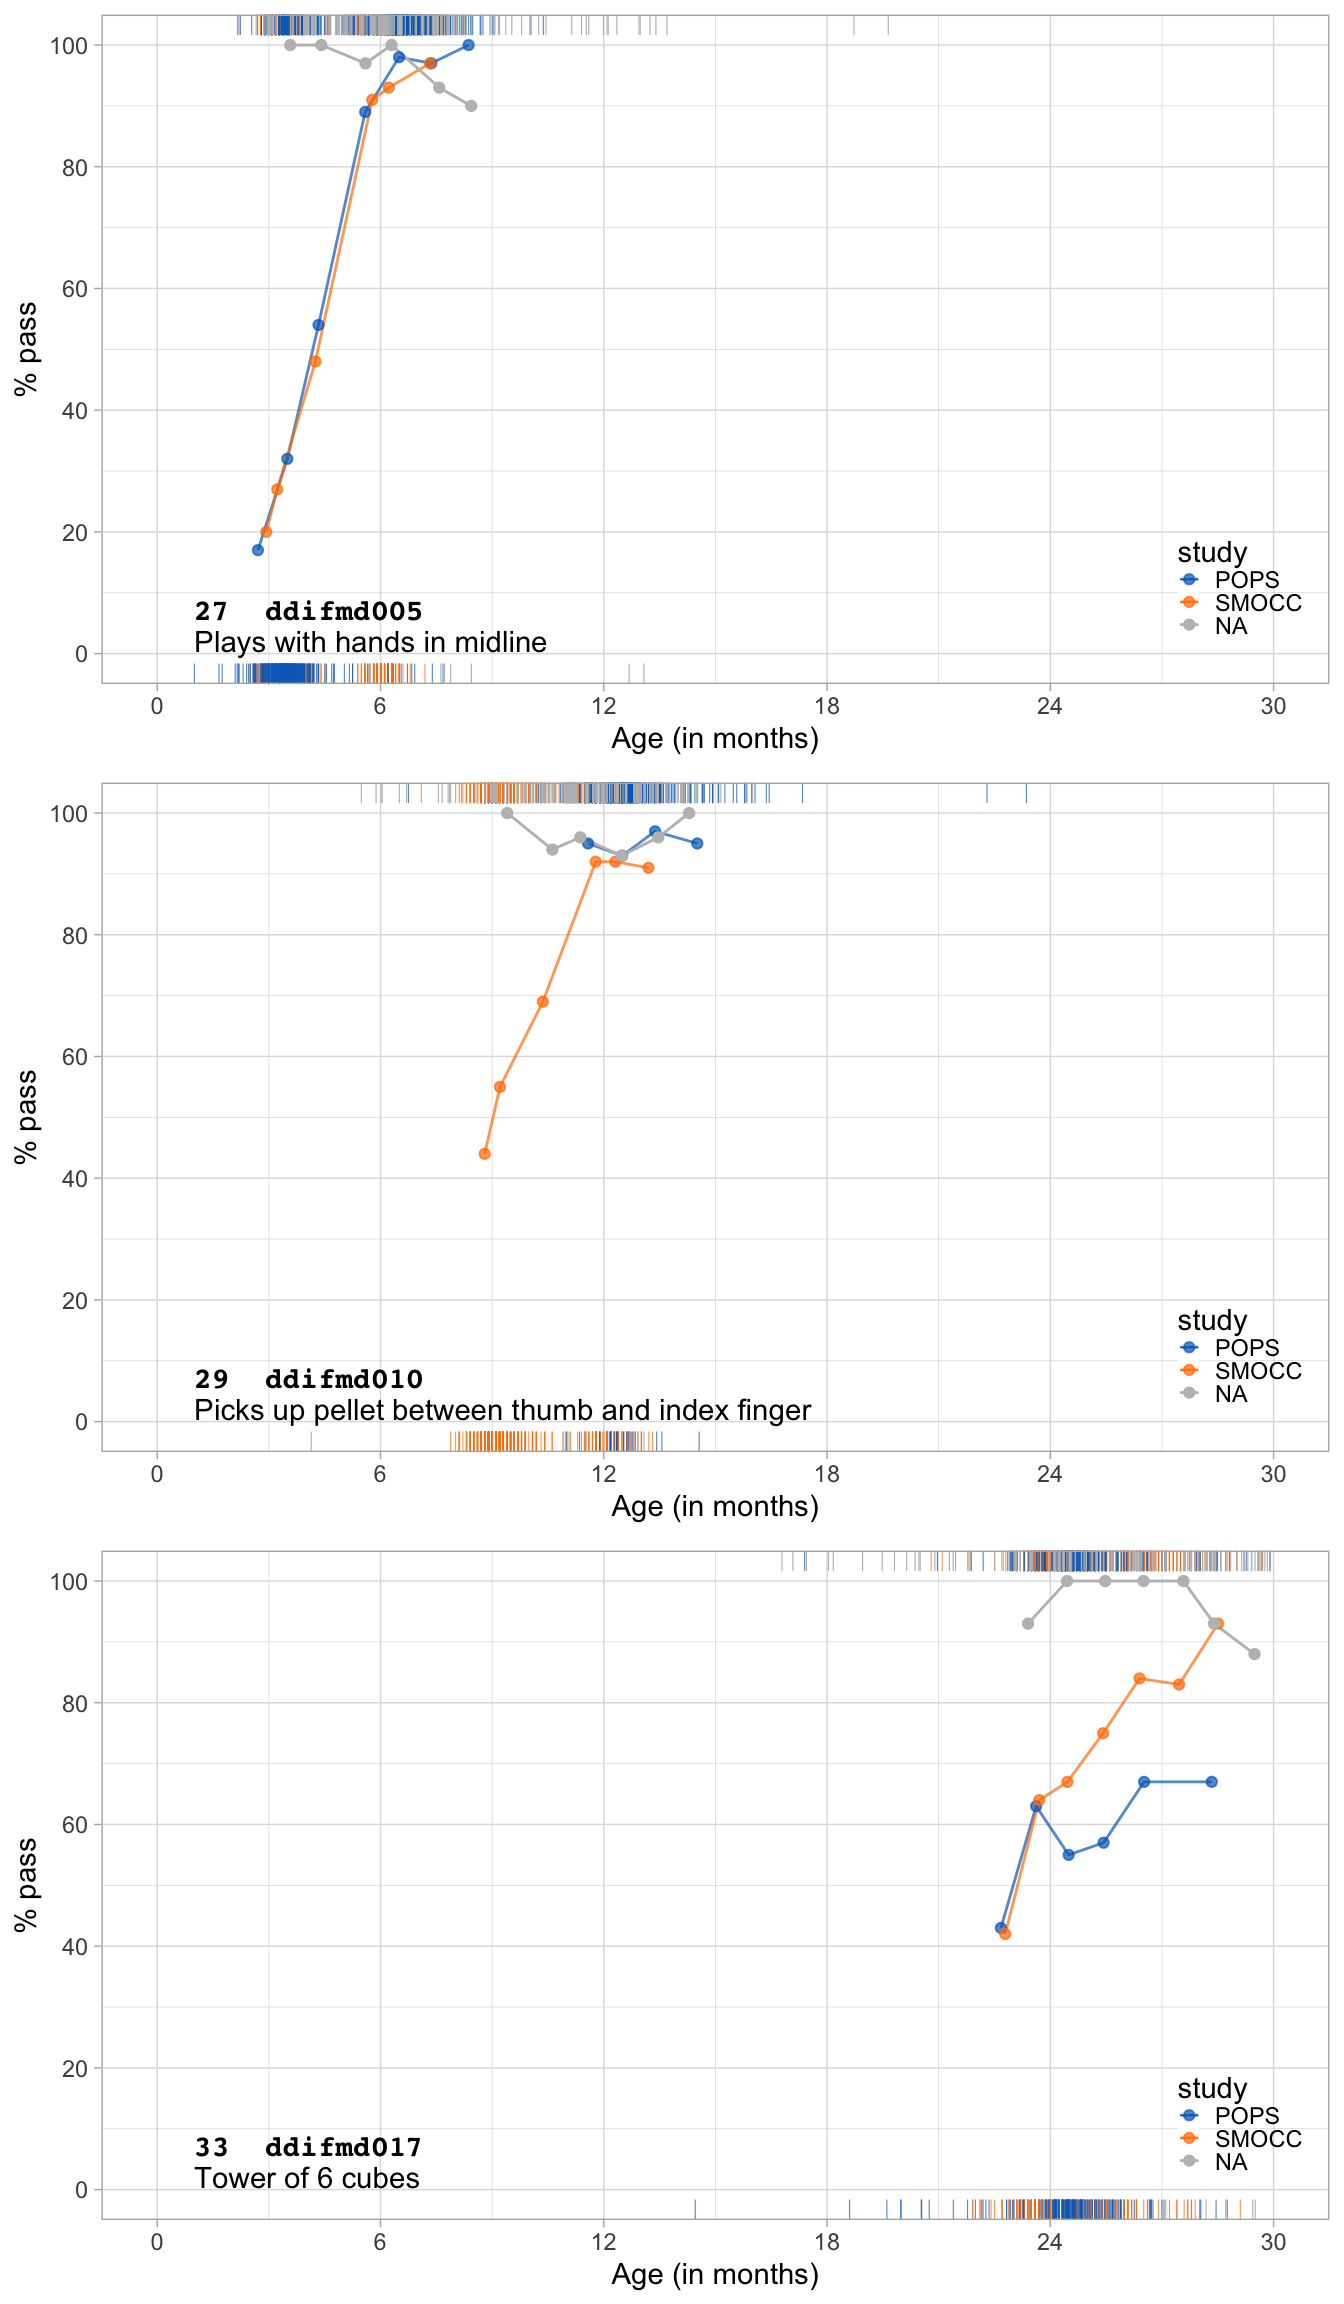 100
80
60
40
20
0
% pass
study
POPS
SMOCC
NA
27 ddifmd005
Plays with hands in midline
0 6 12 18 24 30
Age (in months)
100
80
60
40
20
0
% pass
study
POPS
SMOCC
NA
29 ddifmd010
Picks up pellet between thumb and index finger
0 6 12 18 24 30
Age (in months)
100
80
60
40
20
0
% pass
study
POPS
SMOCC
NA
33 ddifmd017
Tower of 6 cubes
0 6 12 18 24 30
Age (in months)